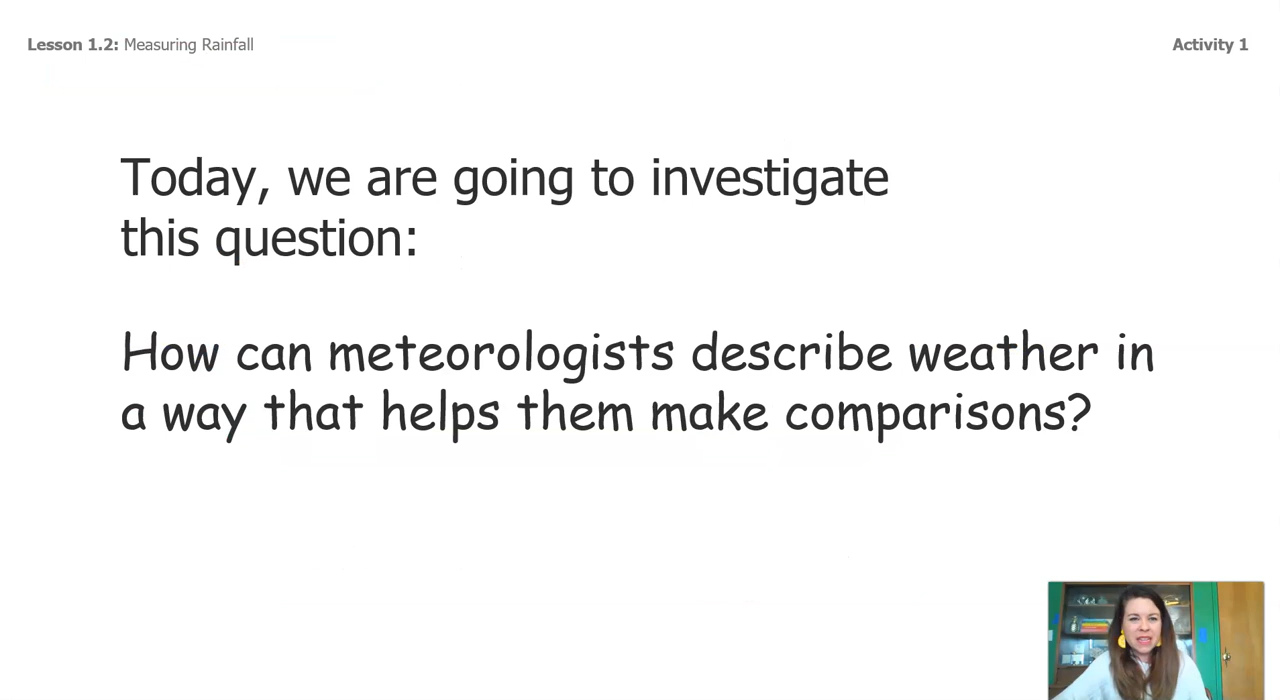 Lesson 1.2: Measuring Rainfall
Activity 1
Today, we are going to investigate
this question:
How can meteorologists describe weather in
a way that helps them make comparisons?